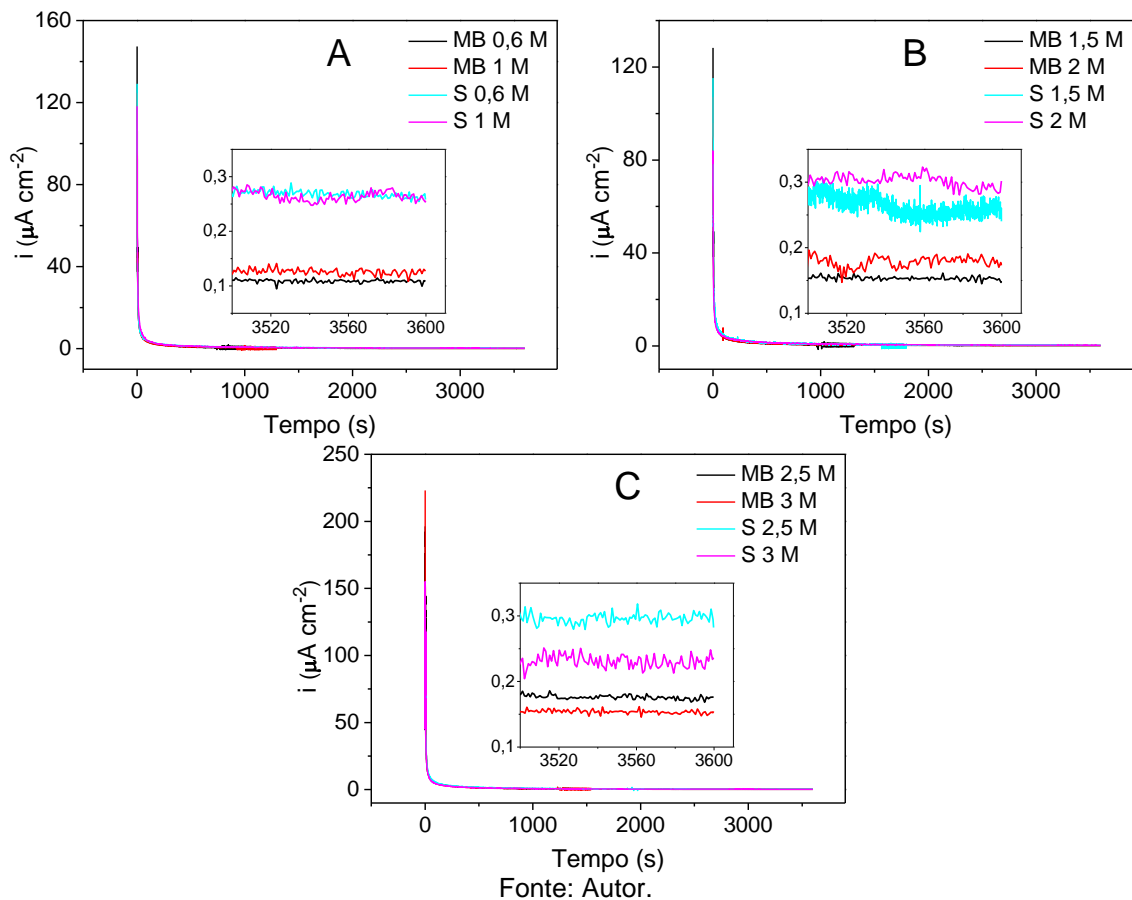 A
MB 0,6 M
MB 1 M
S 0,6 M
S 1 M
160
120
80
40
0
i (µA cm-2)
0,3
0,2
0,1
3520 3560 3600
0 1000 2000 3000
Tempo (s)
B
MB 1,5 M
MB 2 M
S 1,5 M
S 2 M
120
80
40
0
i (µA cm-2)
0,3
0,2
0,1
3520 3560 3600
0 1000 2000 3000
Tempo (s)
C
MB 2,5 M
MB 3 M
S 2,5 M
S 3 M
250
200
150
100
50
0
i (µA cm-2)
0,3
0,2
0,1
3520 3560 3600
0 1000 2000 3000
Tempo (s)
Fonte: Autor.